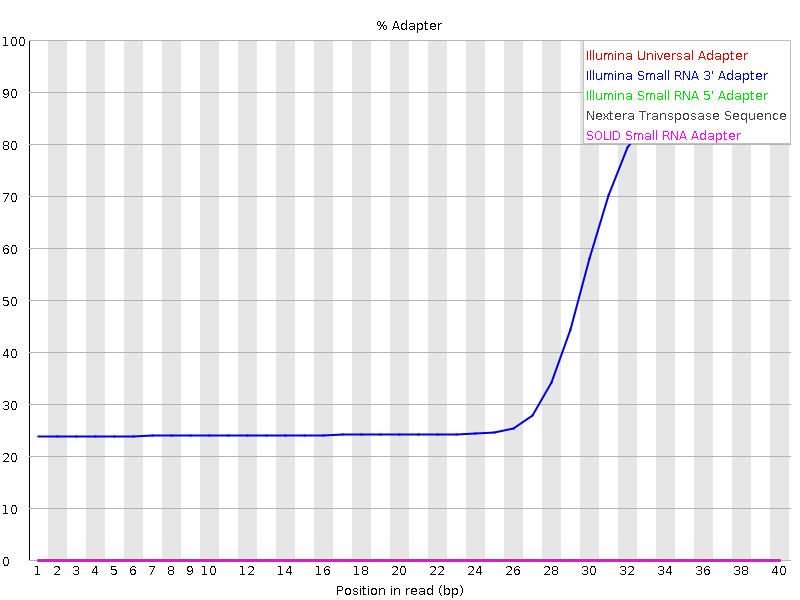 % Adapter
100
90
80
70
60
50
40
30
20
10
0
Illumina Universal Adapter
Illumina Small RNA 3' Adapter
Illumina Small RNA 5' Adapter
Nextera Transposase Sequence
SOLID Small RNA Adapter
1 2 3 4 5 6 7 8 9 10 12 14 16 18 20 22 24 26 28 30 32 34 36 38 40
Position in read (bp)